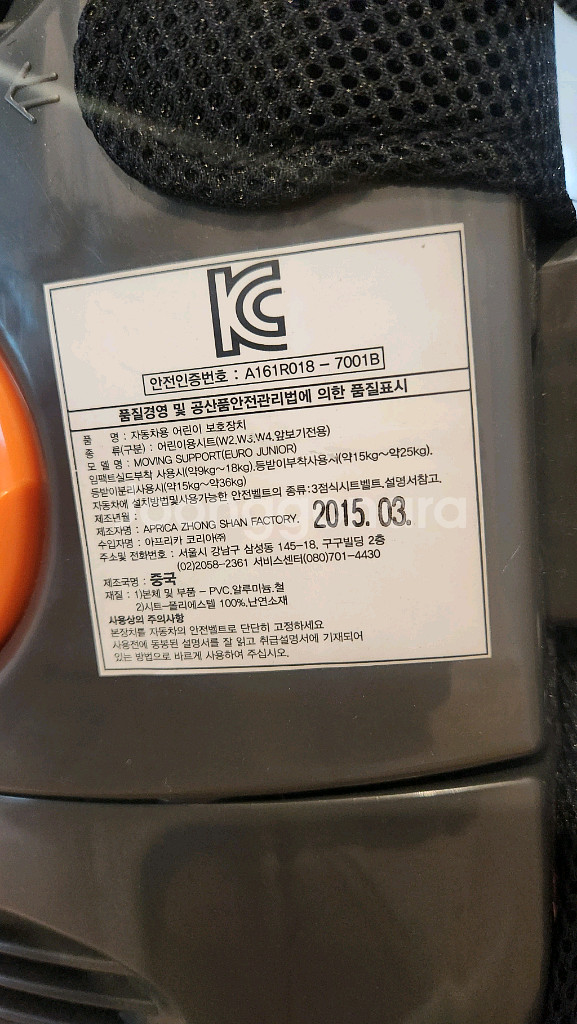 KC
안전인증번호 : A161R018 - 7001B
품질경영 및 공산품안전관리법에 의한 품질표시
품 명 : 자동차용 어린이 보호장치
종 류(구분) : 어린이용시트(W2.W3.W4.앞보기전용)
모 델 명 : MOVING SUPPORT(EURO JUNIOR)
임팩트실드부착 사용시(약9kg~18kg).등받이부착사용시(약15kg~약25kg).
등받이분리사용시(약15kg~약36kg)
자동차에 설치방법및사용가능한 안전벨트의 종류:3점식시트벨트.설명서참고.
제조년월 :
2015. 03.
제조자명 : APRICA ZHONG SHAN FACTORY.
수입자명 : 아프리카 코리아㈜
주소및 전화번호 : 서울시 강남구 삼성동 145-18, 구구빌딩 2층
(02)2058-2361 서비스센터(080)701-4430
제조국명 : 중국
재질 : 1)본체 및 부품 - PVC.알루미늄.철
2)시트-폴리에스텔 100%.난연소재
사용상의 주의사항
본장치를 자동차의 안전벨트로 단단히 고정하세요
사용전에 동봉된 설명서를 잘 읽고 취급설명서에 기재되어
있는 방법으로 바르게 사용하여 주십시오.